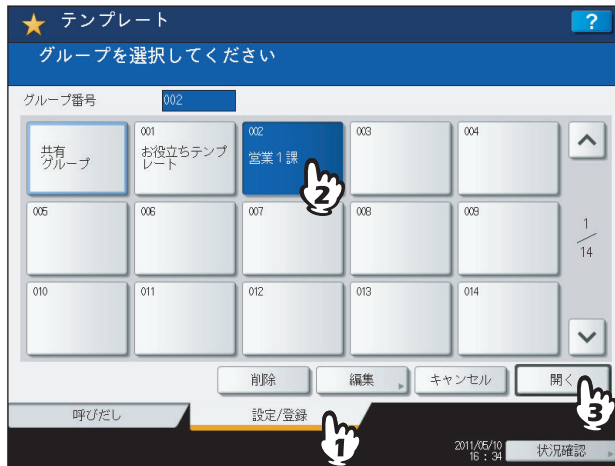 テンプレート
?
グループを選択してください
グループ番号 002
共有
グループ
001
お役立ちテンプ
レート
002
営業1課
003
004
005
006
007
008
009
1
14
010
011
012
013
014
削除
編集
キャンセル
開く
呼びだし
設定/登録
1
2
3
2011/05/10
16 : 34
状況確認